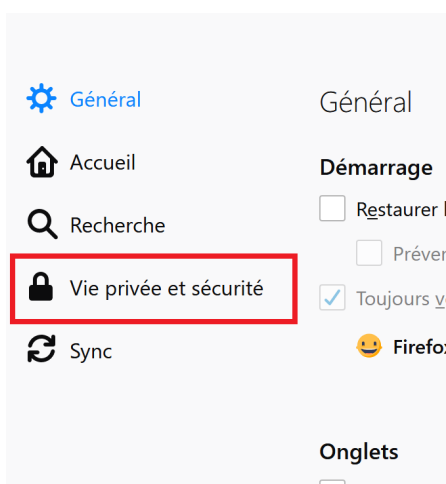 Général
Accueil
Recherche
Vie privée et sécurité
Sync
Général
Démarrage
Restaurer
Toujours
Onglets